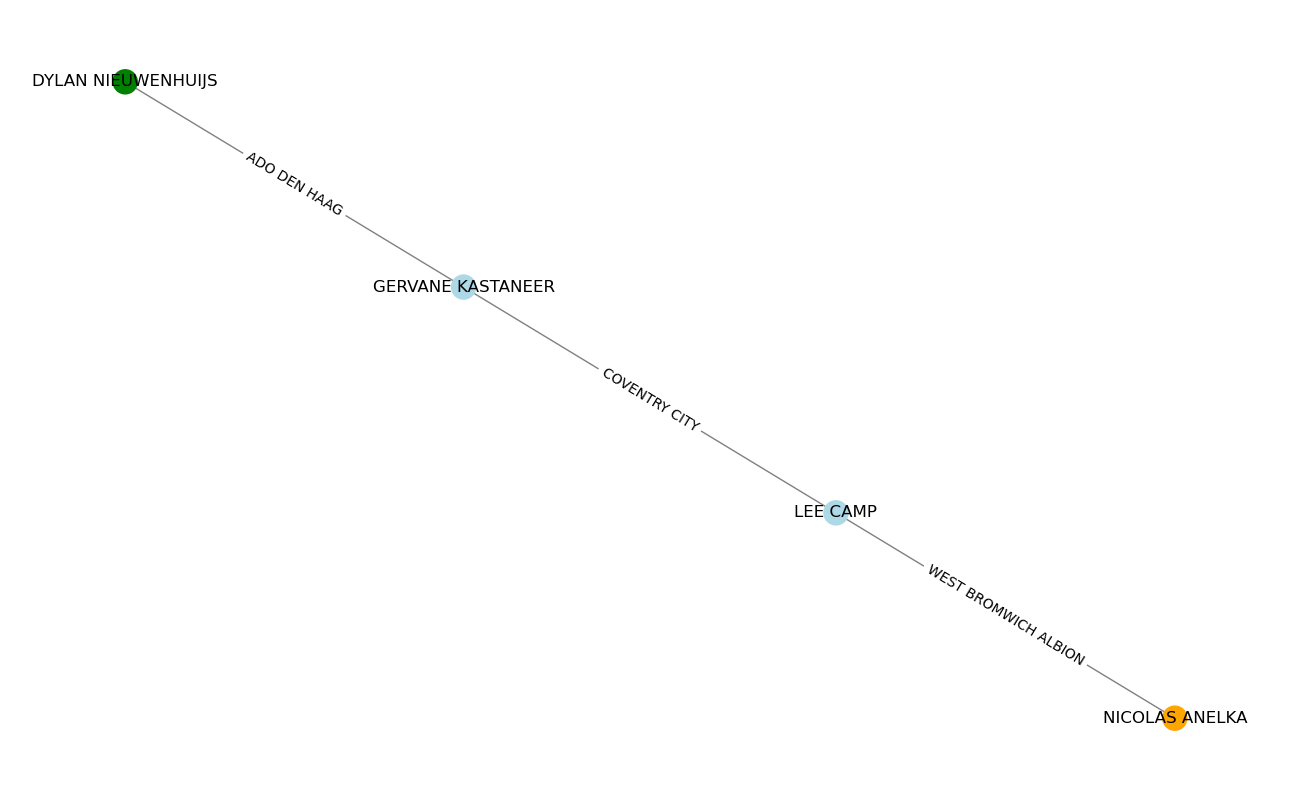 DYLAN NIEUWENHUIJS
ADO DEN HAAG
GERVANE KASTANEER
COVENTRY CITY
LEE CAMP
WEST BROMWICH ALBION
NICOLAS ANELKA